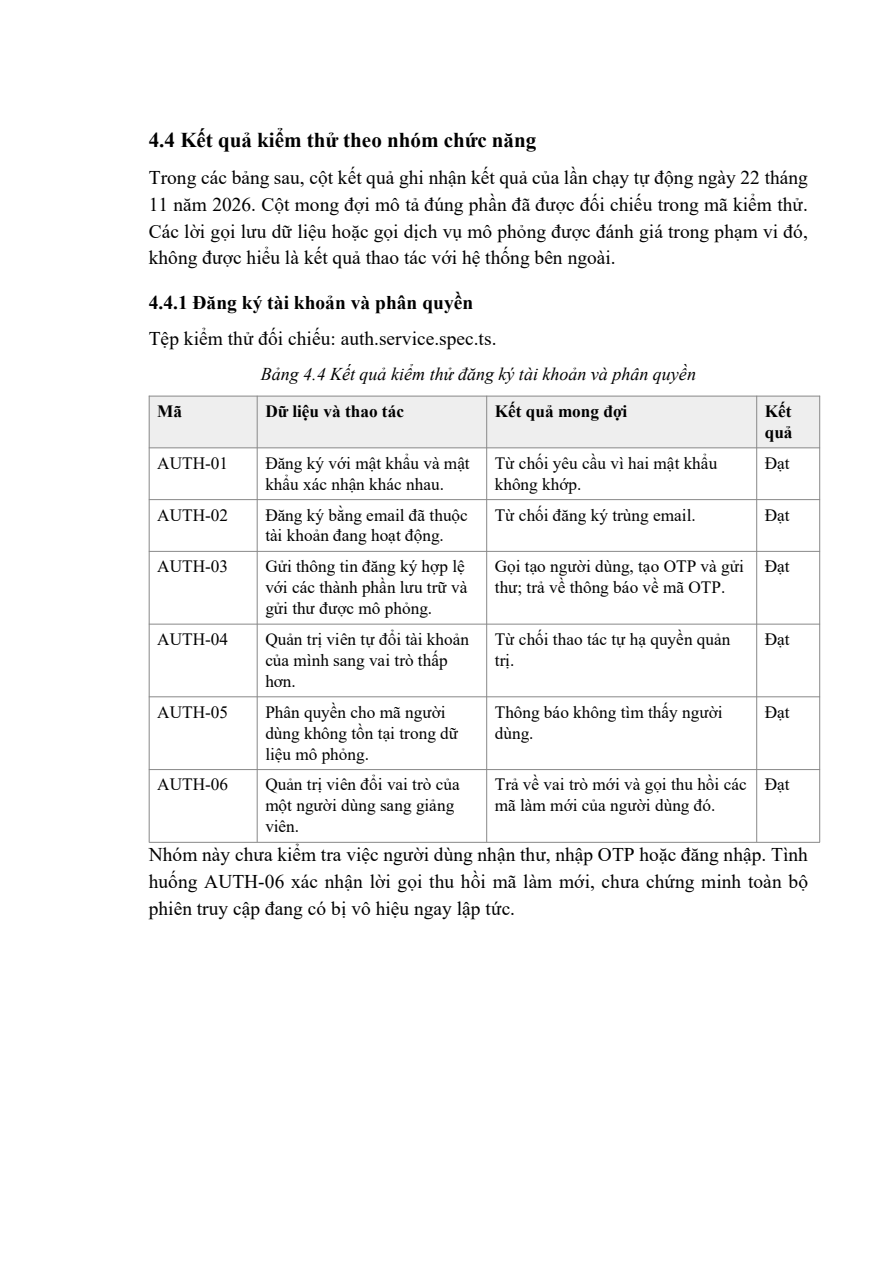 4.4 Kết quả kiểm thử theo nhóm chức năng
Trong các bảng sau, cột kết quả ghi nhận kết quả của lần chạy tự động ngày 22 tháng
11 năm 2026. Cột mong đợi mô tả đúng phần đã được đối chiếu trong mã kiểm thử.
Các lời gọi lưu dữ liệu hoặc gọi dịch vụ mô phỏng được đánh giá trong phạm vi đó,
không được hiểu là kết quả thao tác với hệ thống bên ngoài.
4.4.1 Đăng ký tài khoản và phân quyền
Tệp kiểm thử đối chiếu: auth.service.spec.ts.
Bảng 4.4 Kết quả kiểm thử đăng ký tài khoản và phân quyền
Mã Dữ liệu và thao tác Kết quả mong đợi Kết
quả
AUTH-01 Đăng ký với mật khẩu và mật Từ chối yêu cầu vì hai mật khẩu Đạt
khẩu xác nhận khác nhau. không khớp.
AUTH-02 Đăng ký bằng email đã thuộc Từ chối đăng ký trùng email. Đạt
tài khoản đang hoạt động.
AUTH-03 Gửi thông tin đăng ký hợp lệ Gọi tạo người dùng, tạo OTP và gửi Đạt
với các thành phần lưu trữ và thư; trả về thông báo về mã OTP.
gửi thư được mô phỏng.
AUTH-04 Quản trị viên tự đổi tài khoản Từ chối thao tác tự hạ quyền quản Đạt
của mình sang vai trò thấp trị.
hơn.
AUTH-05 Phân quyền cho mã người Thông báo không tìm thấy người Đạt
dùng không tồn tại trong dữ dùng.
liệu mô phỏng.
AUTH-06 Quản trị viên đổi vai trò của Trả về vai trò mới và gọi thu hồi các Đạt
một người dùng sang giảng mã làm mới của người dùng đó.
viên.
Nhóm này chưa kiểm tra việc người dùng nhận thư, nhập OTP hoặc đăng nhập. Tình
huống AUTH-06 xác nhận lời gọi thu hồi mã làm mới, chưa chứng minh toàn bộ
phiên truy cập đang có bị vô hiệu ngay lập tức.